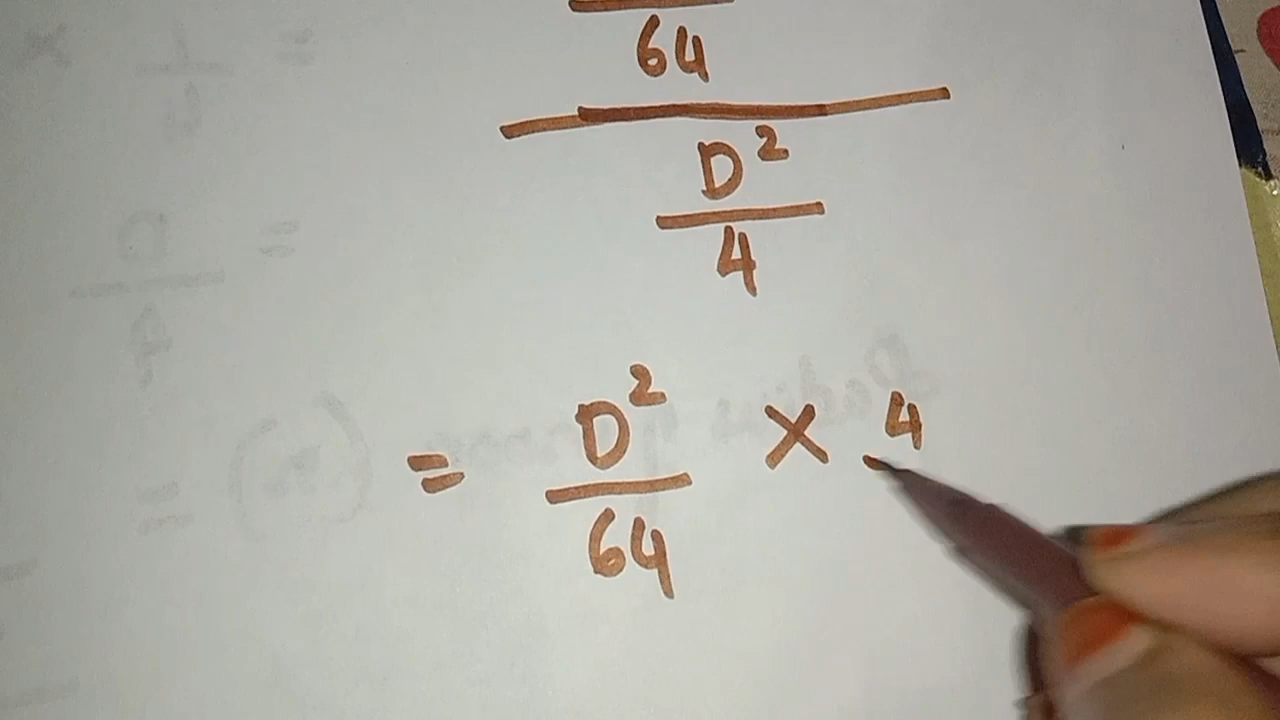 64
D²
4
= D² × 4
64